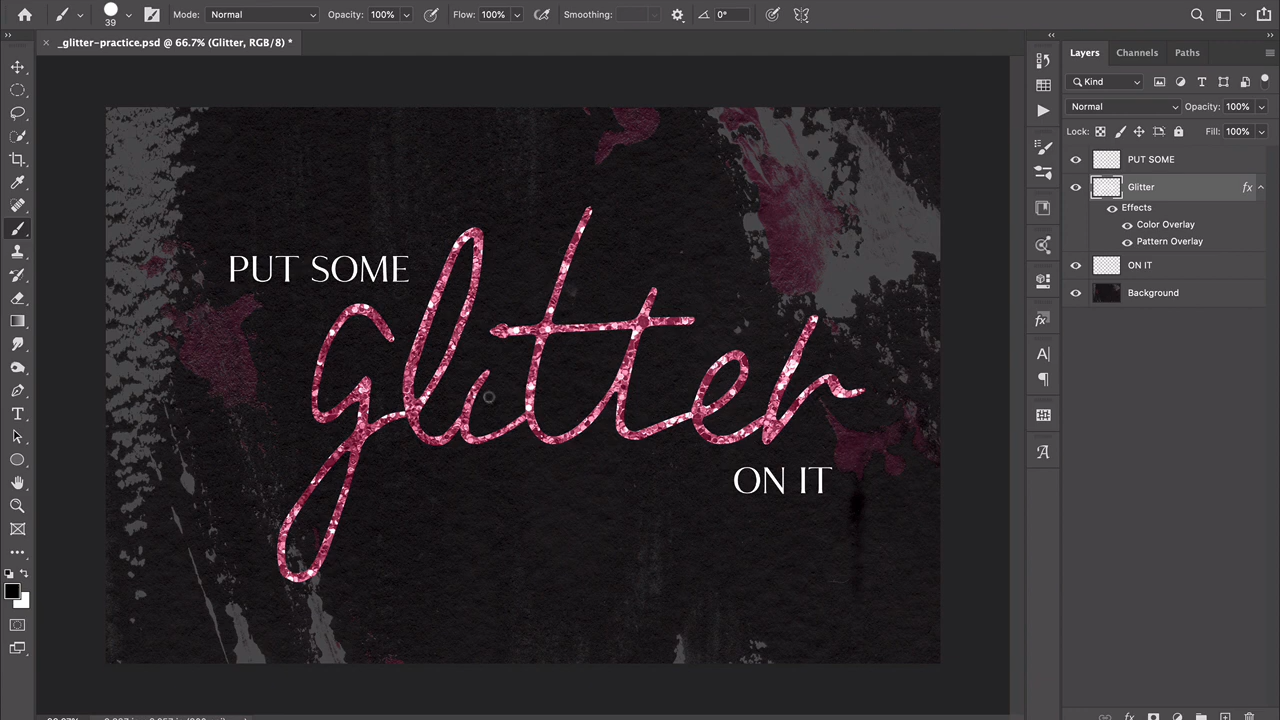 39
Mode: Normal
Opacity: 100%
Flow: 100%
Smoothing:
0°
_glitter-practice.psd @ 66.7% (Glitter, RGB/8) *
PUT SOME
glitter
ON IT
Layers
Channels
Paths
Kind
Normal
Opacity: 100%
Lock:
Fill: 100%
PUT SOME
Glitter
fx
Effects
Color Overlay
Pattern Overlay
ON IT
Background